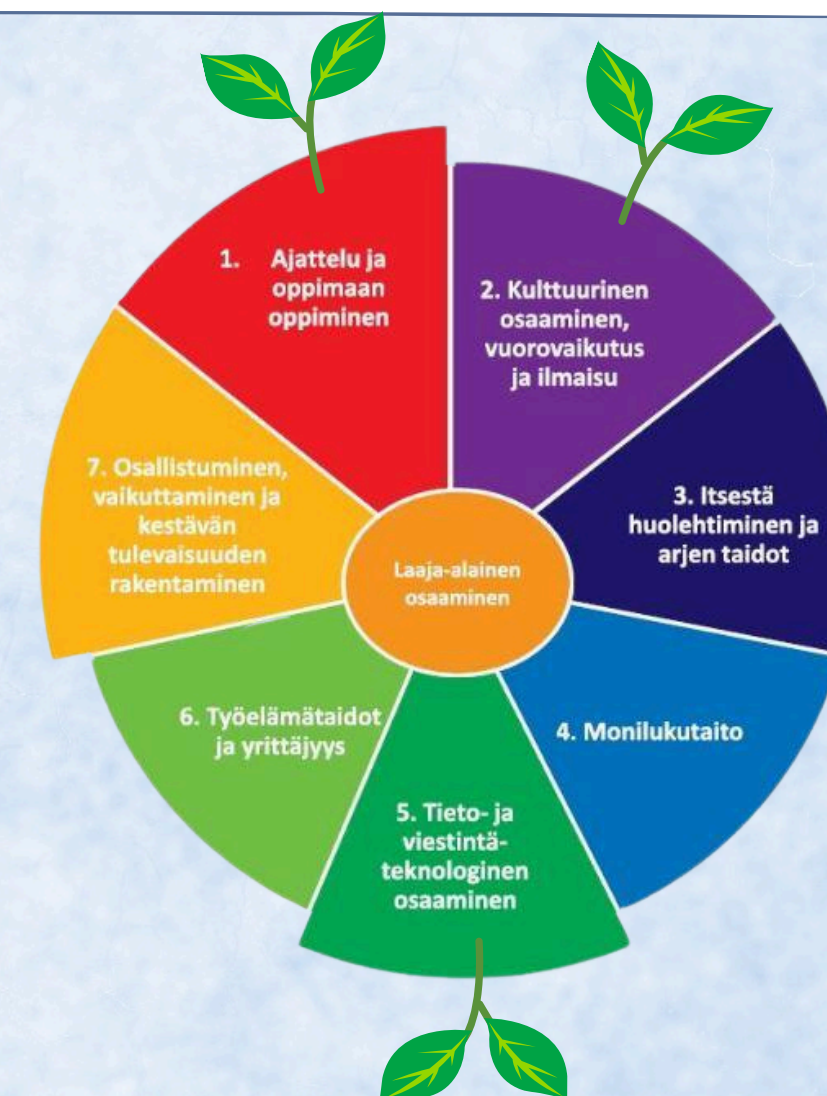 1. Ajattelu ja
oppimaan
oppiminen
2. Kulttuurinen
osaaminen,
vuorovaikutus
ja ilmaisu
3. Itsestä
huolehtiminen ja
arjen taidot
4. Monilukutaito
5. Tieto- ja
viestintä-
teknologinen
osaaminen
6. Työelämätaidot
ja yrittäjyys
7. Osallistuminen,
vaikuttaminen ja
kestävän
tulevaisuuden
rakentaminen
Laaja-alainen
osaaminen